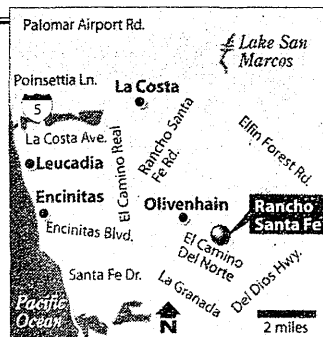 Palomar Airport Rd.
Lake San
Marcos
Poinsettia Ln.
La Costa
5
La Costa Ave.
Leucadia
El Camino Real
Rancho Santa
Fe Rd.
Elfin Forest Rd.
Encinitas
Encinitas Blvd.
Olivenhain
Rancho
Santa Fe
El Camino
Del Norte
Santa Fe Dr.
La Granada
Del Dios Hwy.
Pacific
Ocean
N
2 miles